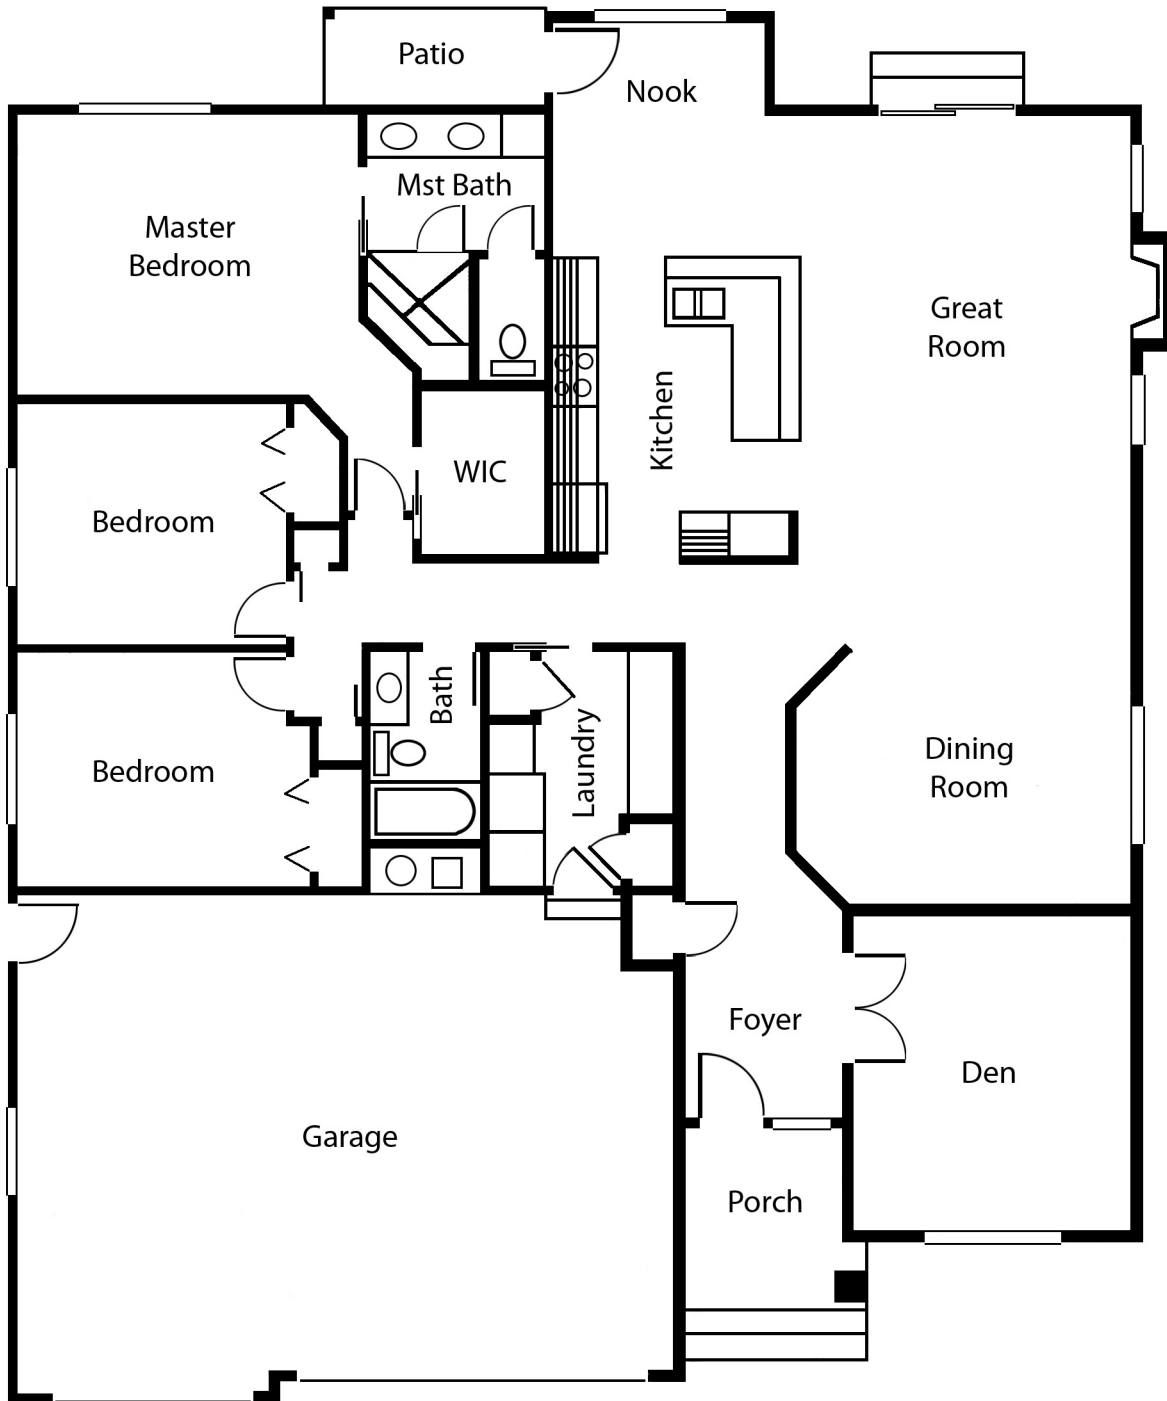 Patio
Nook
Mst Bath
Master
Bedroom
Great
Room
Kitchen
WIC
Bedroom
Bath
Laundry
Dining
Room
Bedroom
Foyer
Den
Garage
Porch